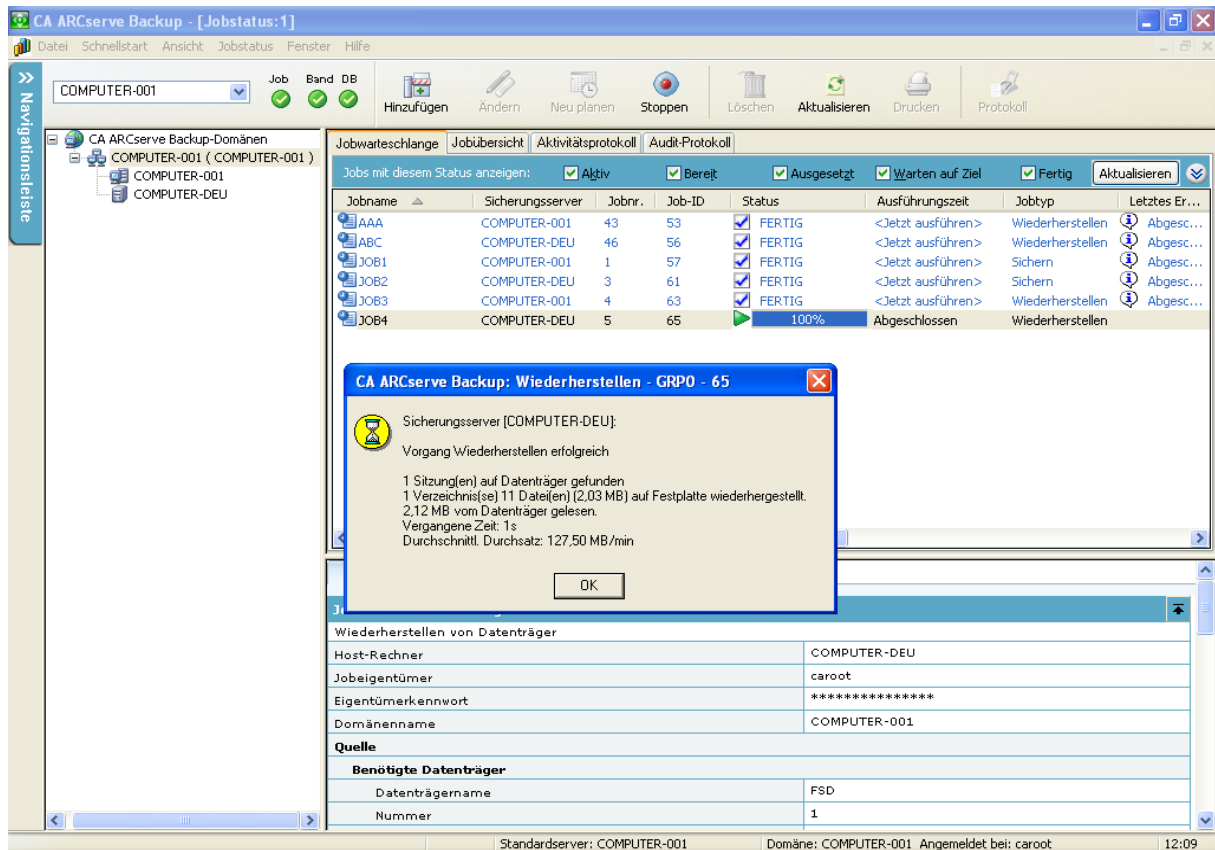 CA ARCserve Backup - [Jobstatus:1]
Datei Schnellstart Ansicht Jobstatus Fenster Hilfe
Navigationsleiste
COMPUTER-001
Job Band DB
Hinzufügen Ändern Neu planen Stoppen Löschen Aktualisieren Drucken Protokoll
CA ARCserve Backup-Domänen
COMPUTER-001 ( COMPUTER-001 )
COMPUTER-001
COMPUTER-DEU
Jobwarteschlange Jobübersicht Aktivitätsprotokoll Audit-Protokoll
Jobs mit diesem Status anzeigen: Aktiv Bereit Ausgesetzt Warten auf Ziel Fertig Aktualisieren
Jobname Sicherungsserver Jobnr. Job-ID Status Ausführungszeit Jobtyp Letztes Er...
AAA COMPUTER-001 43 53 FERTIG <Jetzt ausführen> Wiederherstellen Abgesc...
ABC COMPUTER-DEU 46 56 FERTIG <Jetzt ausführen> Wiederherstellen Abgesc...
JOB1 COMPUTER-001 1 57 FERTIG <Jetzt ausführen> Sichern Abgesc...
JOB2 COMPUTER-DEU 3 61 FERTIG <Jetzt ausführen> Sichern Abgesc...
JOB3 COMPUTER-001 4 63 FERTIG <Jetzt ausführen> Wiederherstellen Abgesc...
JOB4 COMPUTER-DEU 5 65 100% Abgeschlossen Wiederherstellen
CA ARCserve Backup: Wiederherstellen - GRP0 - 65
Sicherungsserver [COMPUTER-DEU]:
Vorgang Wiederherstellen erfolgreich
1 Sitzung(en) auf Datenträger gefunden
1 Verzeichnis(se) 11 Datei(en) (2,03 MB) auf Festplatte wiederhergestellt.
2,12 MB vom Datenträger gelesen.
Vergangene Zeit: 1s
Durchschnittl. Durchsatz: 127,50 MB/min
OK
Wiederherstellen von Datenträger
Host-Rechner COMPUTER-DEU
Jobeigentümer caroot
Eigentümerkennwort ***************
Domänenname COMPUTER-001
Quelle
Benötigte Datenträger
Datenträgername FSD
Nummer 1
Standardserver: COMPUTER-001 Domäne: COMPUTER-001 Angemeldet bei: caroot 12:09